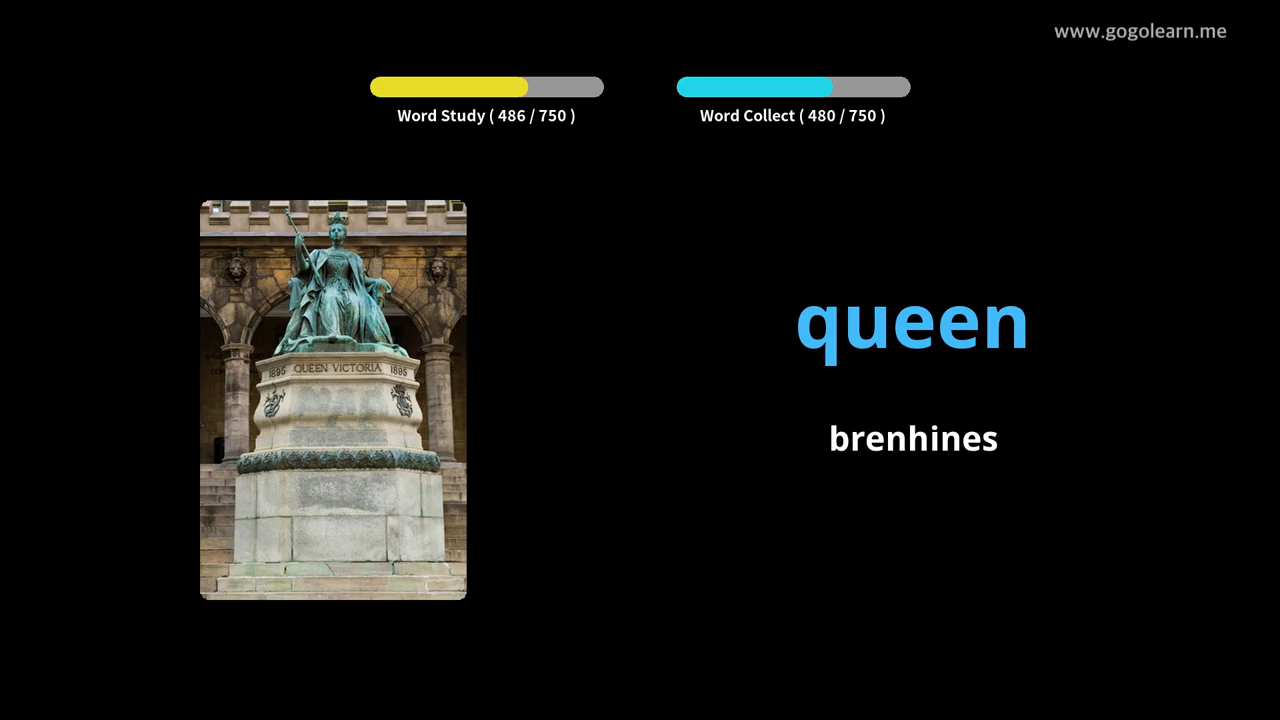 www.gogolearn.me
Word Study ( 486 / 750 )
Word Collect ( 480 / 750 )
1895 QUEEN VICTORIA 1895
queen
brenhines